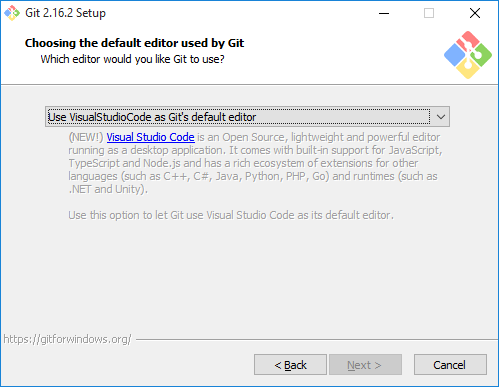 Git 2.16.2 Setup
Choosing the default editor used by Git
Which editor would you like Git to use?
Use VisualStudioCode as Git's default editor
(NEW!) Visual Studio Code is an Open Source, lightweight and powerful editor
running as a desktop application. It comes with built-in support for JavaScript,
TypeScript and Node.js and has a rich ecosystem of extensions for other
languages (such as C++, C#, Java, Python, PHP, Go) and runtimes (such as
.NET and Unity).
Use this option to let Git use Visual Studio Code as its default editor.
https://gitforwindows.org/
< Back
Next >
Cancel